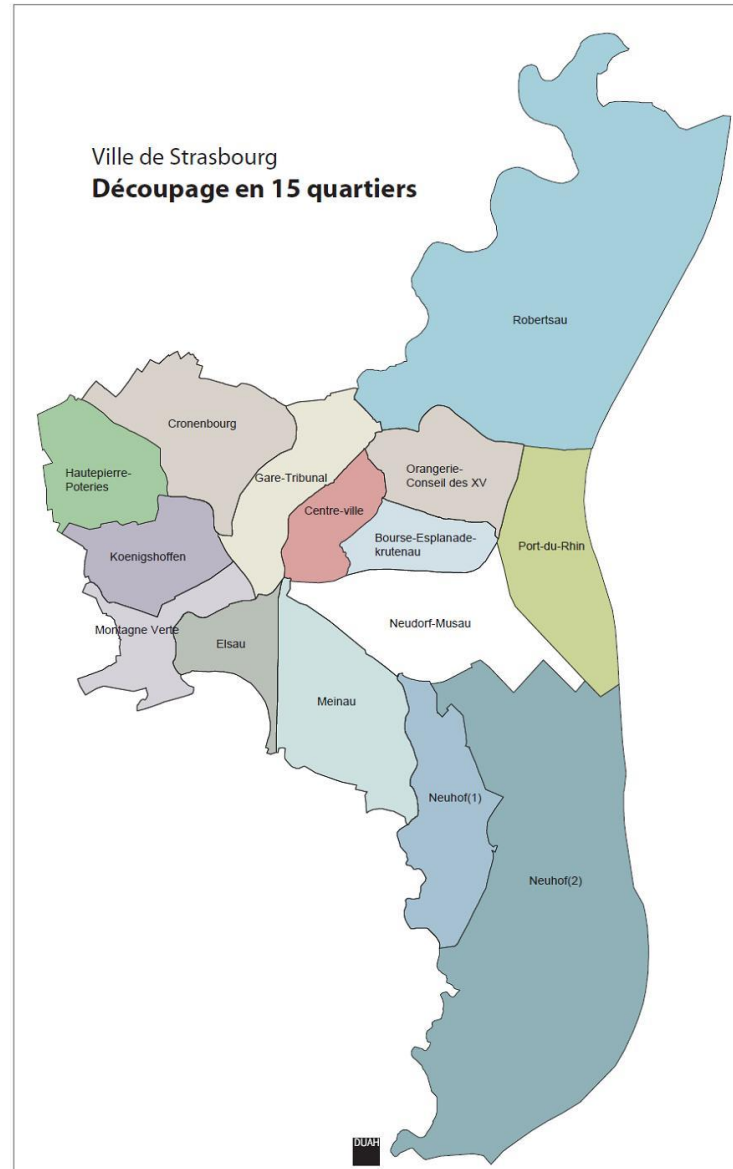 Ville de Strasbourg
Découpage en 15 quartiers
Robertsau
Cronenbourg
Hautepierre-
Poteries
Gare-Tribunal
Orangerie-
Conseil des XV
Centre-ville
Bourse-Esplanade-
krutenau
Port-du-Rhin
Koenigshoffen
Montagne Verte
Elsau
Neudorf-Musau
Meinau
Neuhof(1)
Neuhof(2)
DUAH